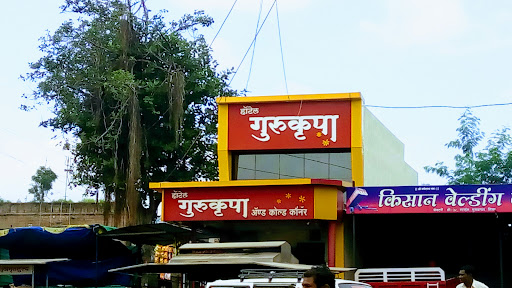 हॉटेल
गुरुकृपा
हॉटेल
गुरुकृपा अॅण्ड कोल्ड कॉर्नर
किसान वेल्डींग